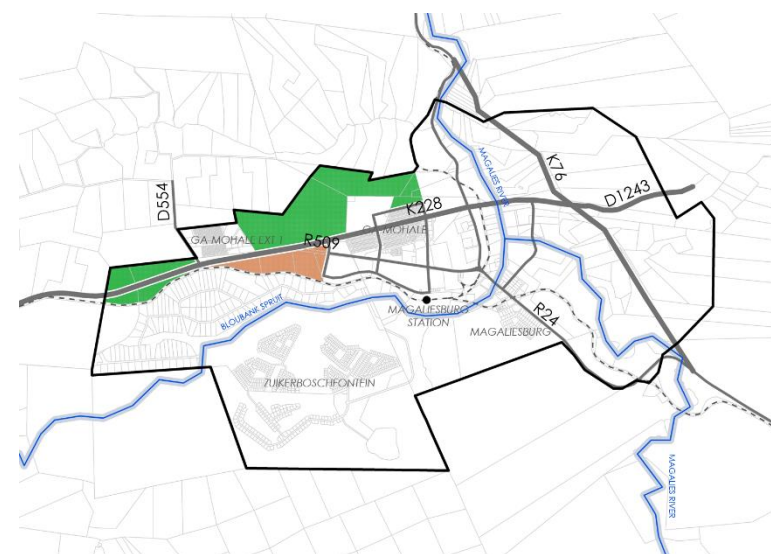 MAGALIES RIVER
K76
D1243
D554
K228
GA-MOHALE EXT 1
R509
GA-MOHALE
BLOUBANK SPRUIT
MAGALIESBURG
STATION
MAGALIESBURG
R24
ZUIKERBOSCHFONTEIN
MAGALIES RIVER